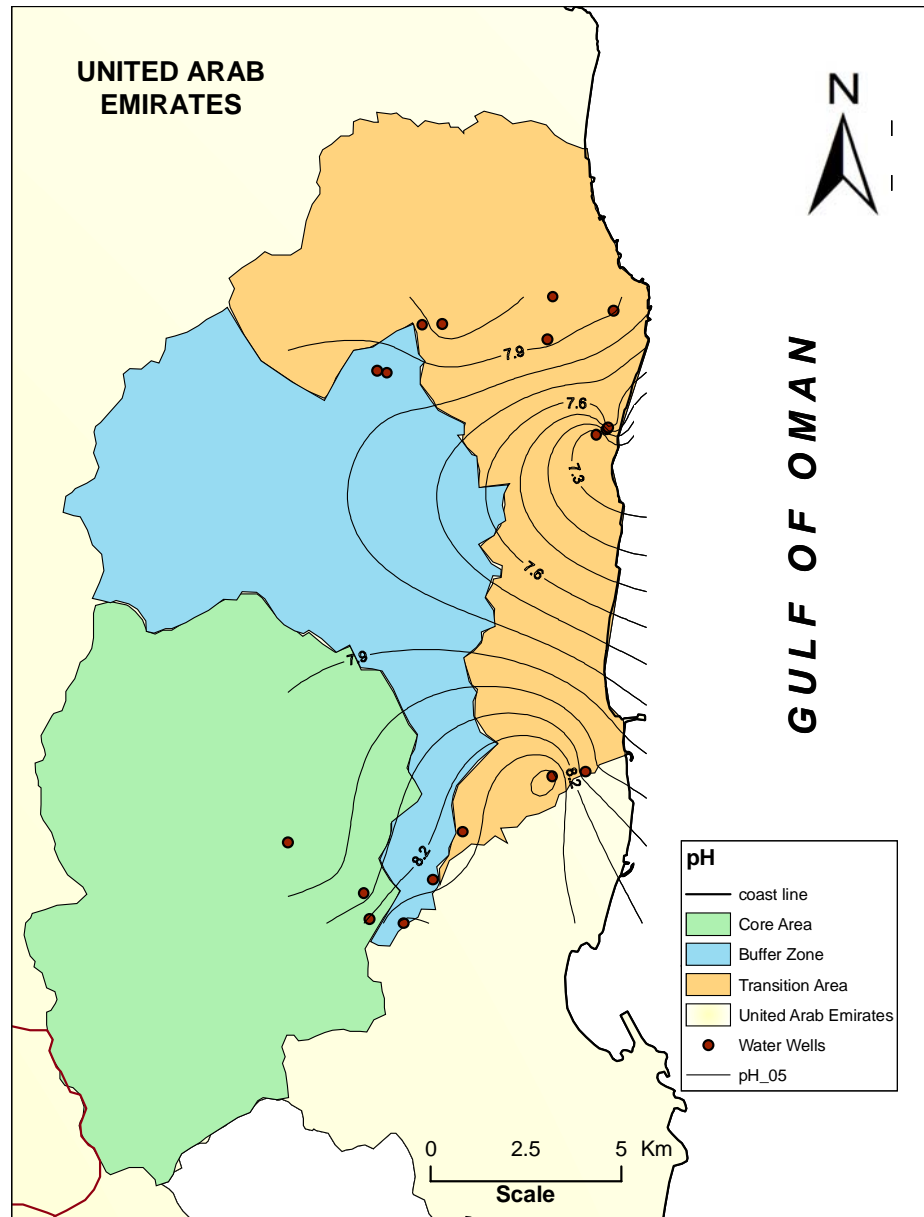 UNITED ARAB
EMIRATES
N
7.9
7.6
7.3
7.6
7.9
8.2
8.2
GULF OF OMAN
pH
coast line
Core Area
Buffer Zone
Transition Area
United Arab Emirates
Water Wells
pH_05
0 2.5 5 Km
Scale